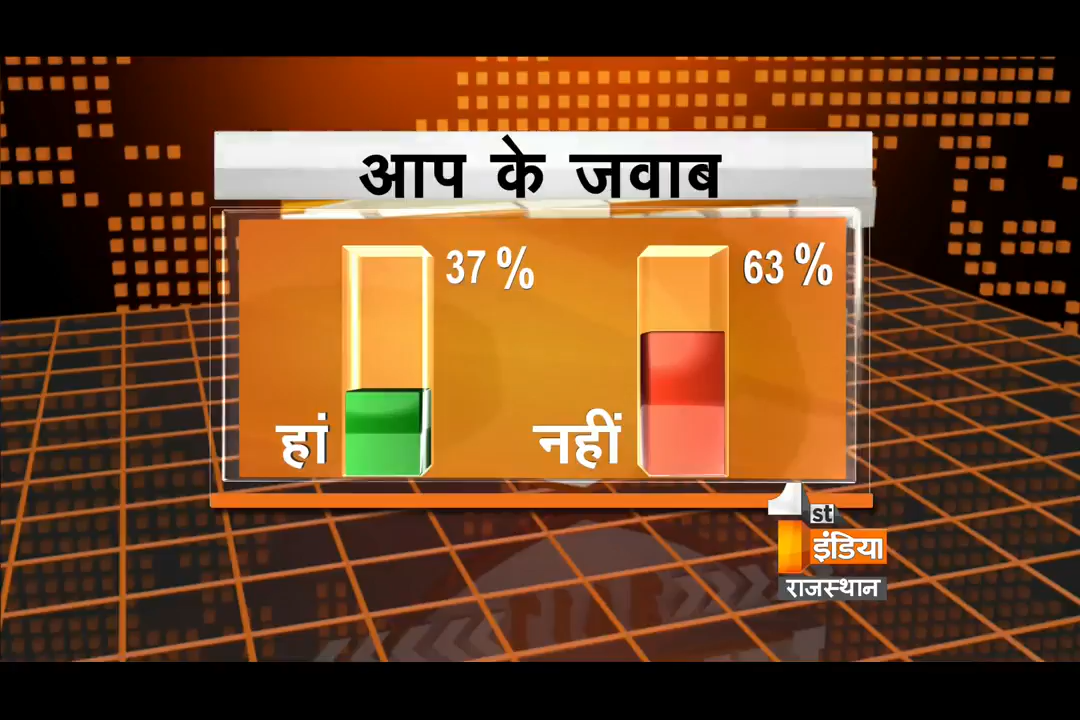 आप के जवाब
37 %
63 %
हां
नहीं
1st
इंडिया
राजस्थान